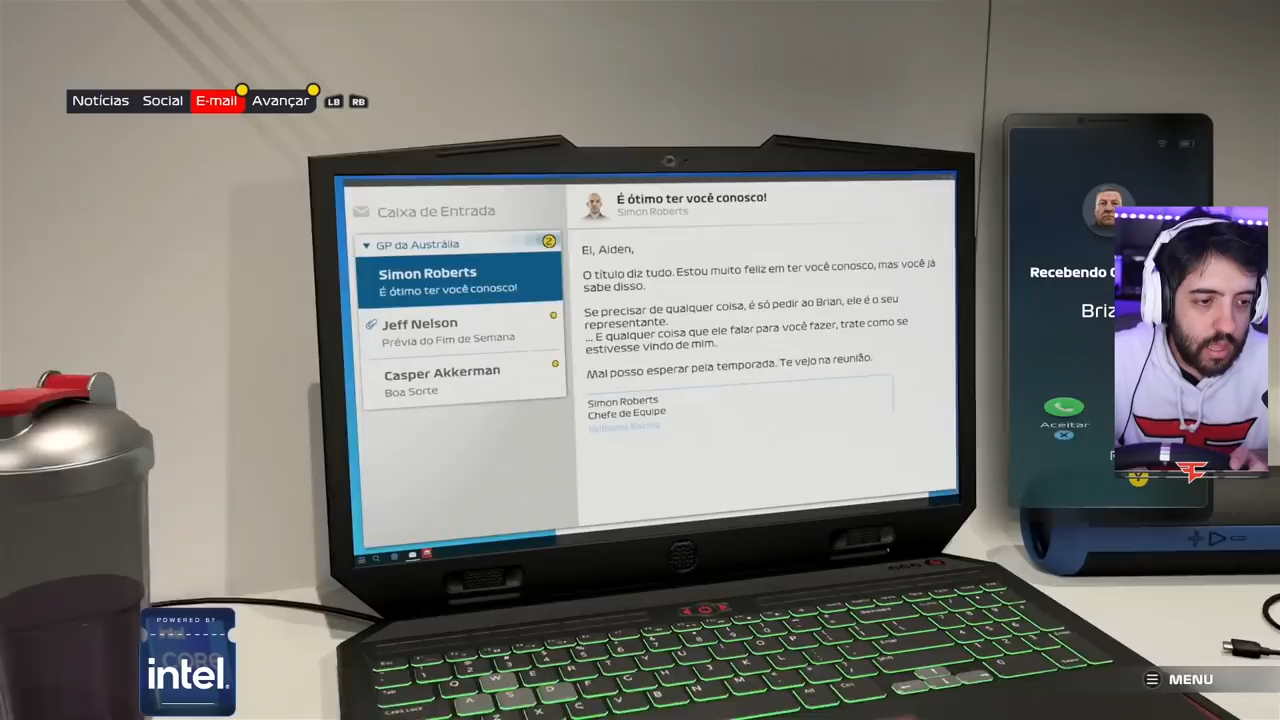 Notícias Social E-mail Avançar LB RB
Caixa de Entrada
GP da Austrália 2
Simon Roberts
É ótimo ter você conosco!
Jeff Nelson
Prévia do Fim de Semana
Casper Akkerman
Boa Sorte
É ótimo ter você conosco!
Simon Roberts
Ei, Aiden,
O título diz tudo. Estou muito feliz em ter você conosco, mas você já
sabe disso.
Se precisar de qualquer coisa, é só pedir ao Brian, ele é o seu
representante.
... E qualquer coisa que ele falar para você fazer, trate como se
estivesse vindo de mim.
Mal posso esperar pela temporada. Te vejo na reunião.
Simon Roberts
Chefe de Equipe
Williams Racing
Recebendo
Aceitar
X
Y
POWERED BY
intel
CORE
intel.
MENU